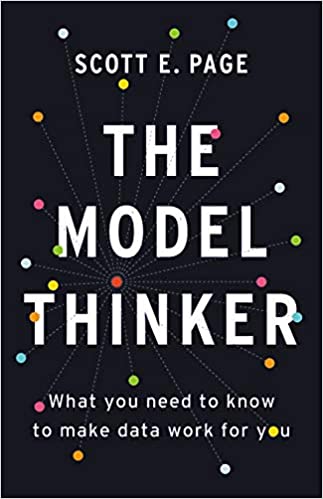 SCOTT E. PAGE
THE
MODEL
THINKER
What you need to know
to make data work for you